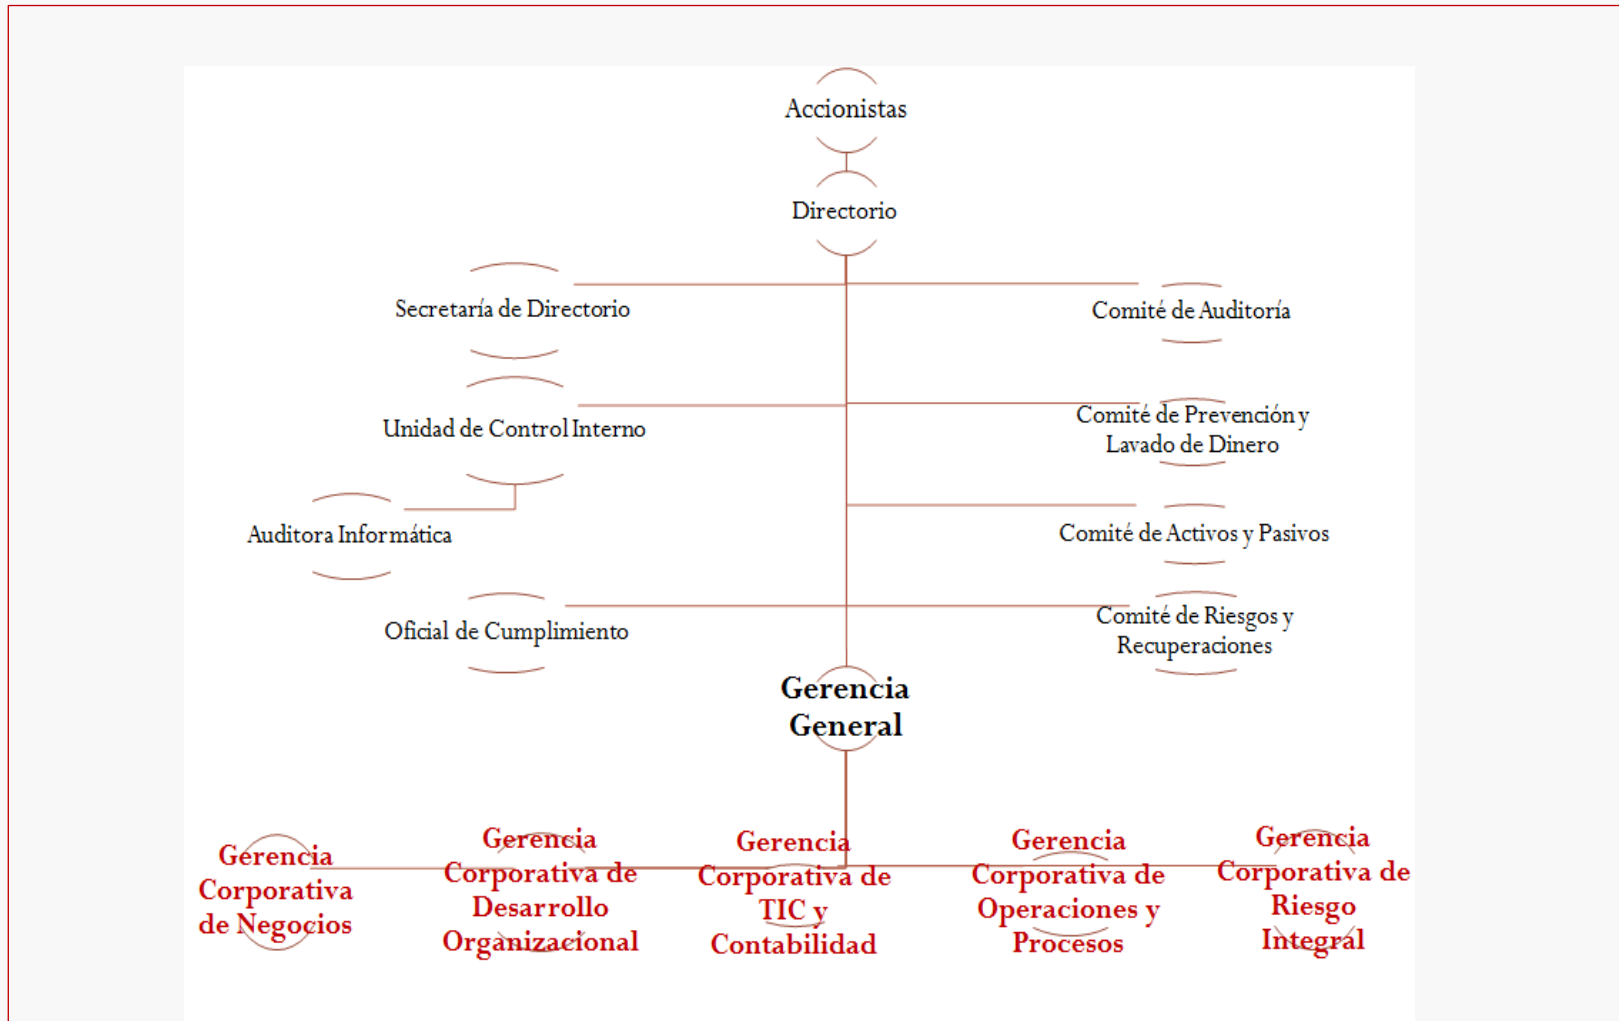 Accionistas
Directorio
Secretaría de Directorio
Comité de Auditoría
Unidad de Control Interno
Comité de Prevención y
Lavado de Dinero
Auditora Informática
Comité de Activos y Pasivos
Oficial de Cumplimiento
Comité de Riesgos y
Recuperaciones
Gerencia
General
Gerencia
Corporativa
de Negocios
Gerencia
Corporativa de
Desarrollo
Organizacional
Gerencia
Corporativa de
TIC y
Contabilidad
Gerencia
Corporativa de
Operaciones y
Procesos
Gerencia
Corporativa de
Riesgo
Integral